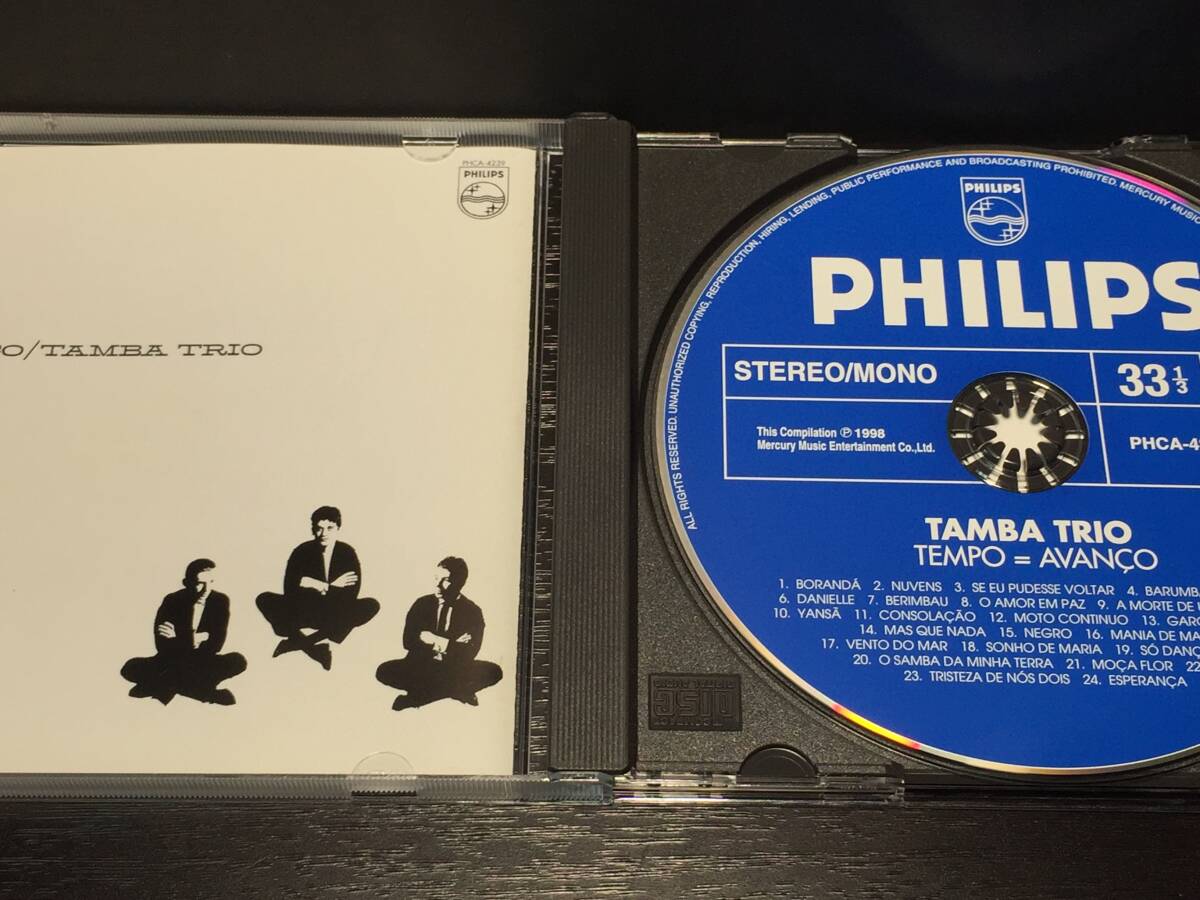 PHCA-4239
PHILIPS
O/TAMBA TRIO
ALL RIGHTS RESERVED. UNAUTHORIZED COPYING, REPRODUCTION, HIRING, LENDING, PUBLIC PERFORMANCE AND BROADCASTING PROHIBITED. MERCURY MUSIC
PHILIPS
PHILIPS
STEREO/MONO
33 1/3
This Compilation ℗ 1998
Mercury Music Entertainment Co.,Ltd.
PHCA-4
TAMBA TRIO
TEMPO = AVANÇO
1. BORANDÁ 2. NUVENS 3. SE EU PUDESSE VOLTAR 4. BARUMB
6. DANIELLE 7. BERIMBAU 8. O AMOR EM PAZ 9. A MORTE DE
10. YANSÃ 11. CONSOLAÇÃO 12. MOTO CONTINUO 13. GARO
14. MAS QUE NADA 15. NEGRO 16. MANIA DE MA
17. VENTO DO MAR 18. SONHO DE MARIA 19. SÓ DANÇ
20. O SAMBA DA MINHA TERRA 21. MOÇA FLOR 22
23. TRISTEZA DE NÓS DOIS 24. ESPERANÇA